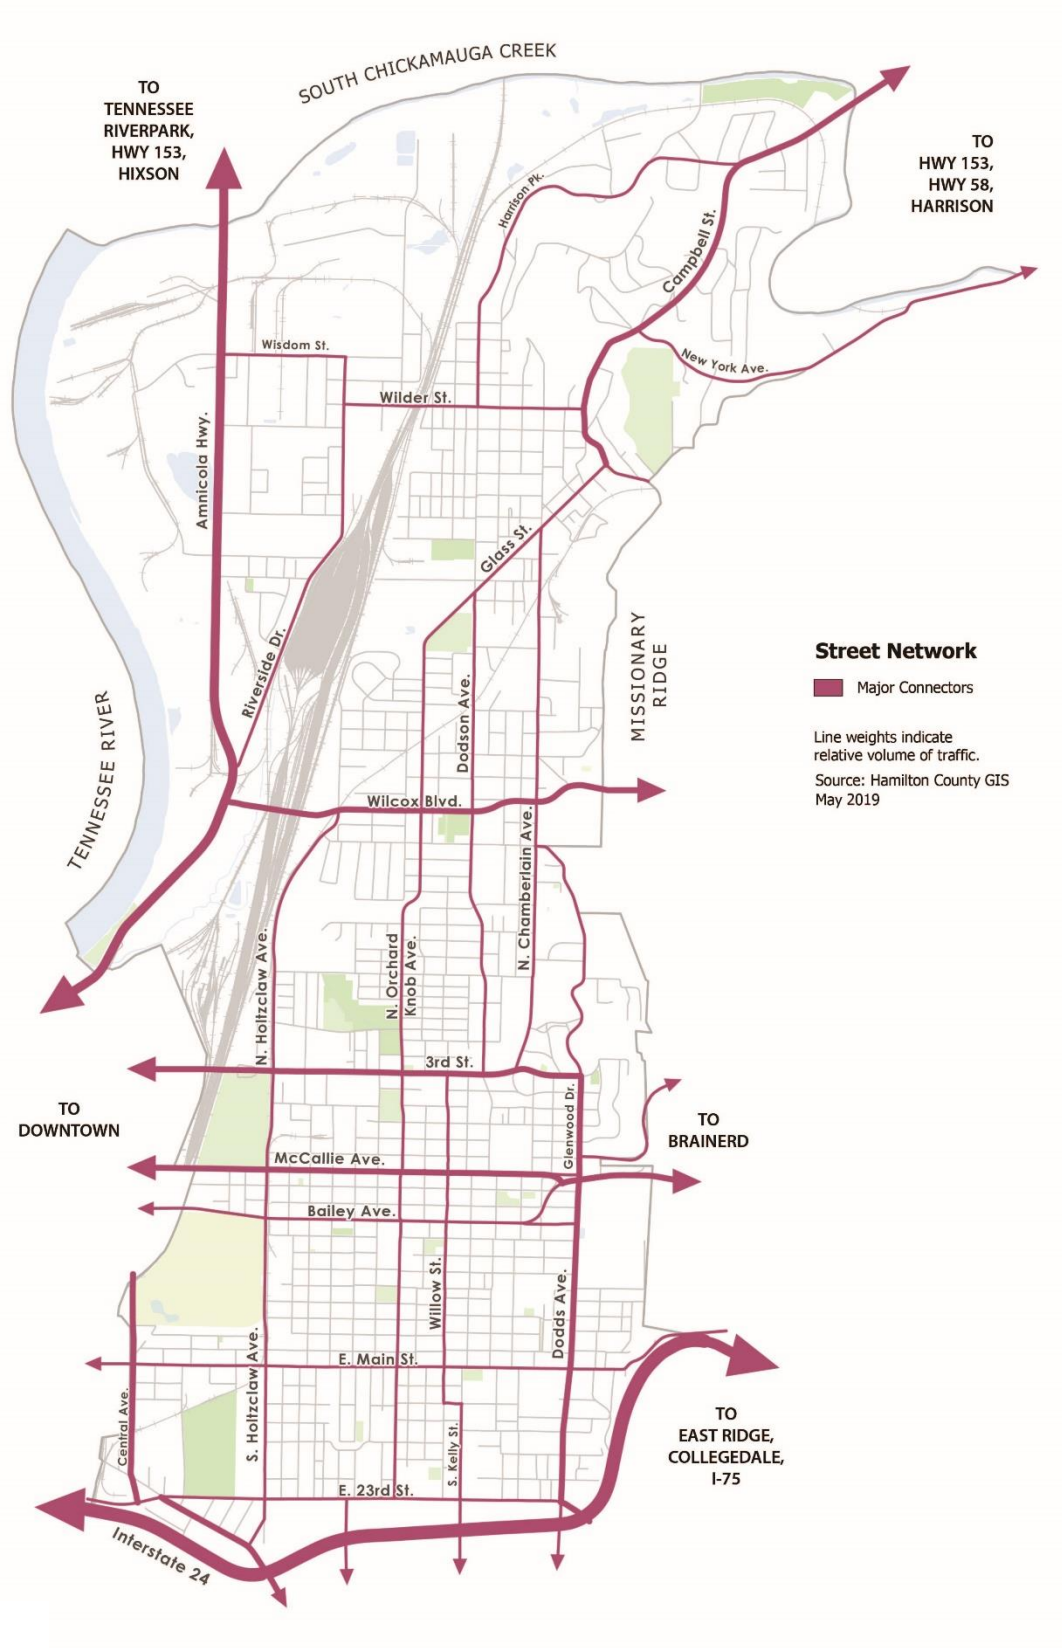 SOUTH CHICKAMAUGA CREEK
TO
TENNESSEE
RIVERPARK,
HWY 153,
HIXSON
TO
HWY 153,
HWY 58,
HARRISON
Harrison Pk.
Campbell St.
New York Ave.
Wisdom St.
Wilder St.
Amnicola Hwy.
Glass St.
Riverside Dr.
MISSIONARY
RIDGE
Street Network
Major Connectors
Line weights indicate
relative volume of traffic.
Source: Hamilton County GIS
May 2019
TENNESSEE RIVER
Dodson Ave.
Wilcox Blvd.
N. Chamberlain Ave.
N. Holtzclaw Ave.
N. Orchard
Knob Ave.
3rd St.
TO
DOWNTOWN
Glenwood Dr.
TO
BRAINERD
McCallie Ave.
Bailey Ave.
Willow St.
Dodds Ave.
E. Main St.
S. Holtzclaw Ave.
Central Ave.
S. Kelly St.
TO
EAST RIDGE,
COLLEGEDALE,
I-75
E. 23rd St.
Interstate 24